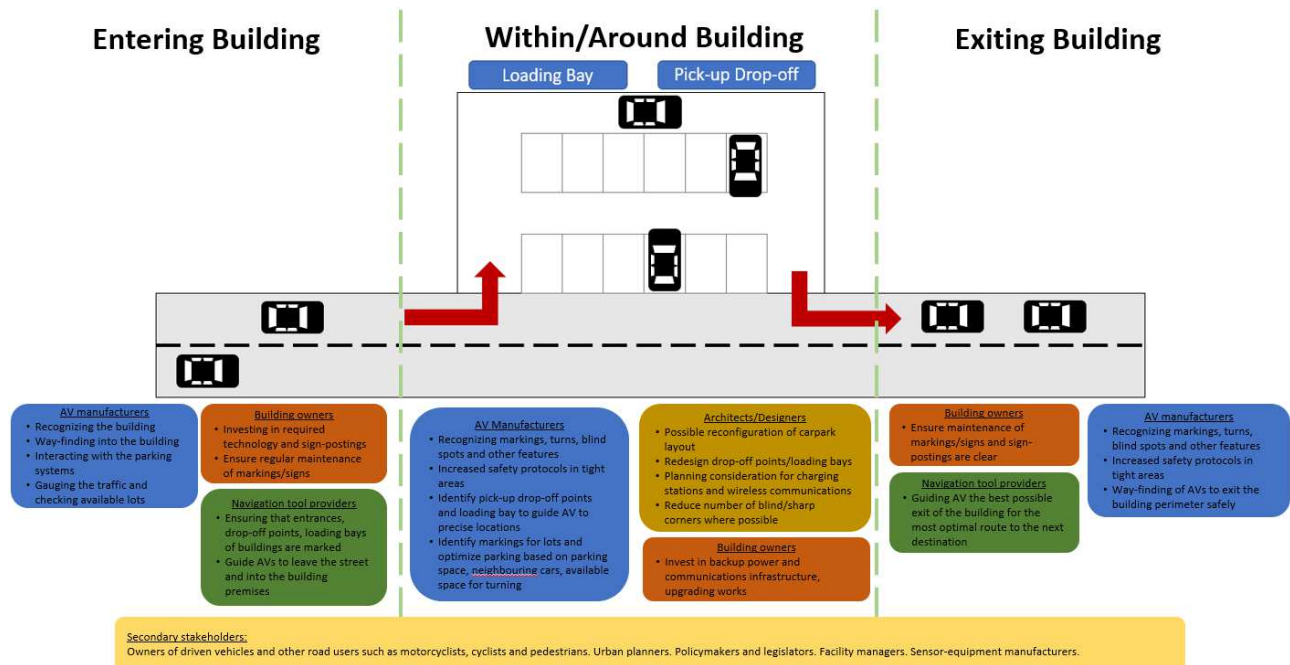 Entering Building
Within/Around Building
Exiting Building
Loading Bay
Pick-up Drop-off
AV manufacturers
• Recognizing the building
• Way-finding into the building
• Interacting with the parking
systems
• Gauging the traffic and
checking available lots
Building owners
• Investing in required
technology and sign-postings
• Ensure regular maintenance
of markings/signs
Navigation tool providers
• Ensuring that entrances,
drop-off points, loading bays
of buildings are marked
• Guide AVs to leave the street
and into the building
premises
AV Manufacturers
• Recognizing markings, turns, blind
spots and other features
• Increased safety protocols in tight
areas
• Identify pick-up drop-off points
and loading bay to guide AV to
precise locations
• Identify markings for lots and
optimize parking based on parking
space, neighbouring cars, available
space for turning
Architects/Designers
• Possible reconfiguration of carpark
layout
• Redesign drop-off points/loading bays
• Planning consideration for charging
stations and wireless communications
• Reduce number of blind/sharp
corners where possible
Building owners
• Invest in backup power and
communications infrastructure,
upgrading works
Building owners
• Ensure maintenance of
markings/signs and sign-
postings are clear
Navigation tool providers
• Guiding AV the best possible
exit of the building for the
most optimal route to the next
destination
AV manufacturers
• Recognizing markings, turns,
blind spots and other features
• Increased safety protocols in
tight areas
• Way-finding of AVs to exit the
building perimeter safely
Secondary stakeholders:
Owners of driven vehicles and other road users such as motorcyclists, cyclists and pedestrians. Urban planners. Policymakers and legislators. Facility managers. Sensor-equipment manufacturers.